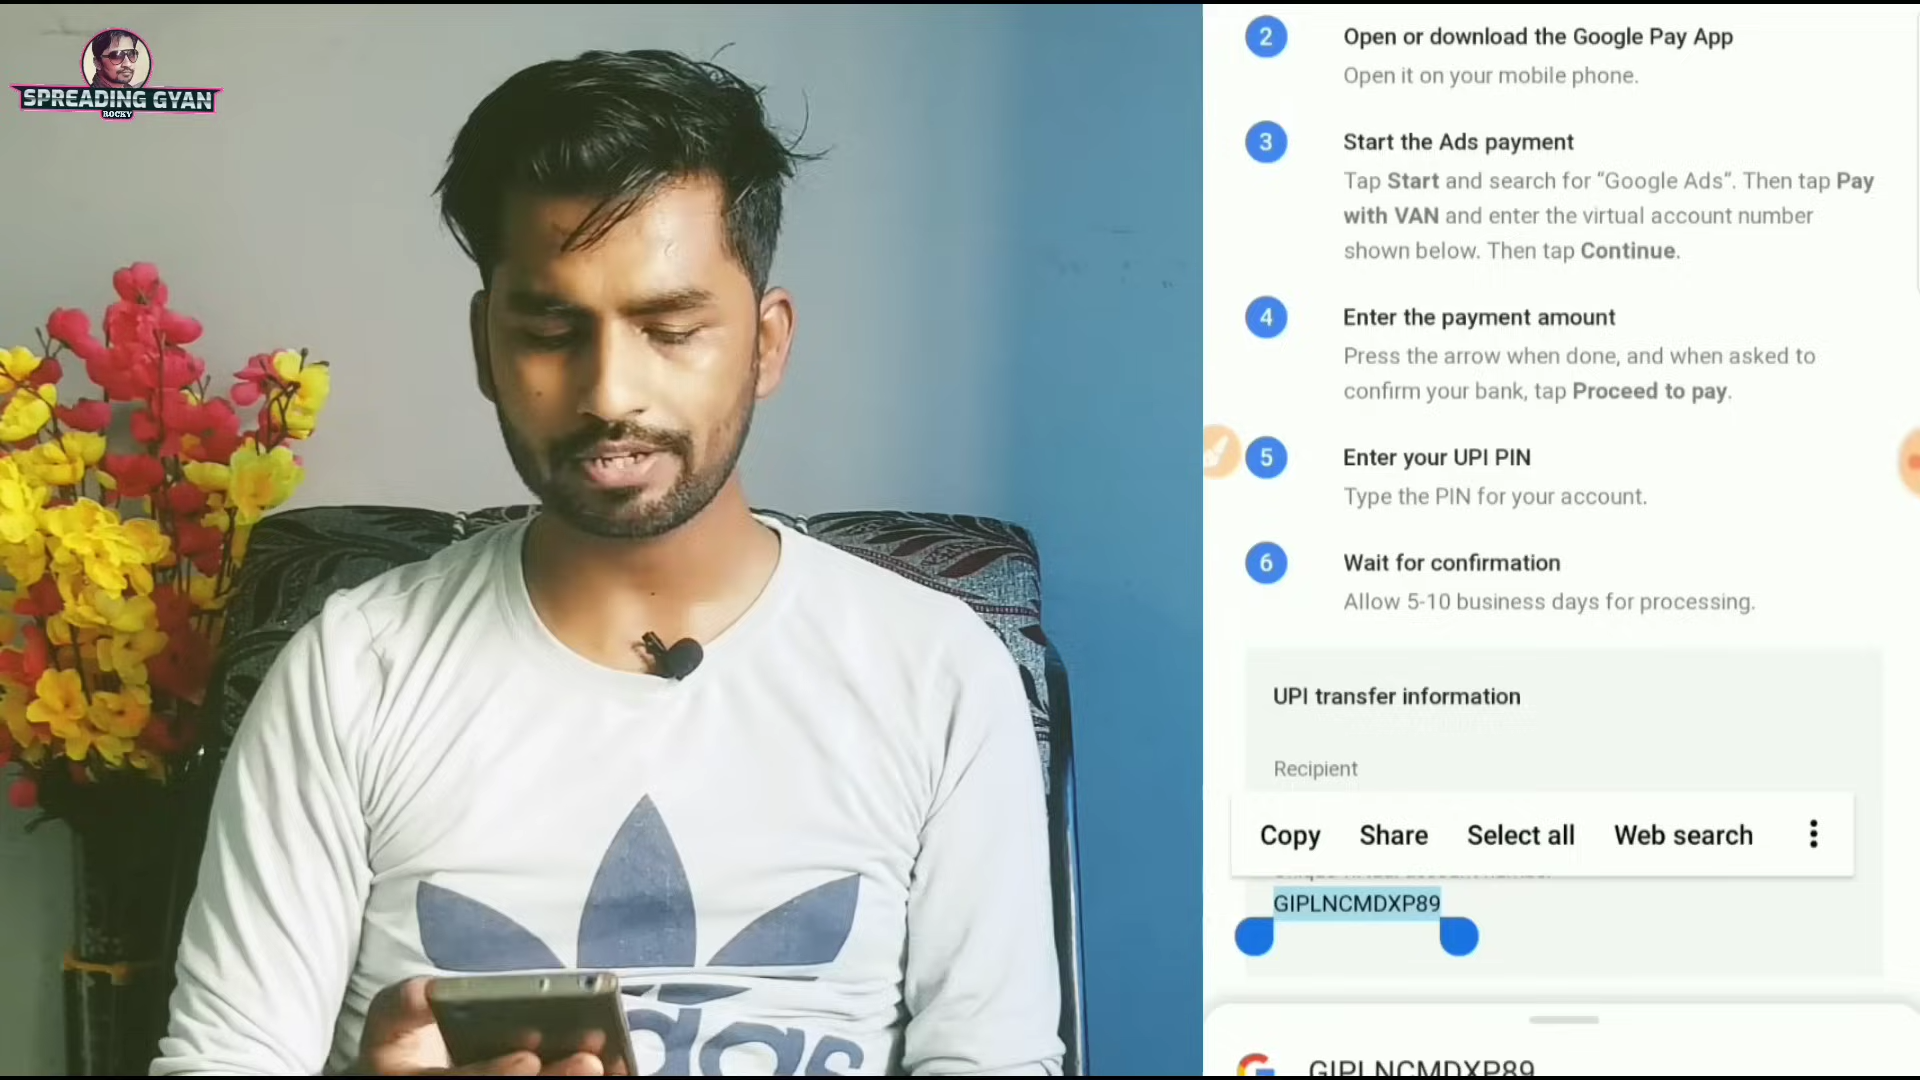 SPREADING GYAN
ROCKY
2 Open or download the Google Pay App
Open it on your mobile phone.
3 Start the Ads payment
Tap Start and search for “Google Ads”. Then tap Pay
with VAN and enter the virtual account number
shown below. Then tap Continue.
4 Enter the payment amount
Press the arrow when done, and when asked to
confirm your bank, tap Proceed to pay.
5 Enter your UPI PIN
Type the PIN for your account.
6 Wait for confirmation
Allow 5-10 business days for processing.
UPI transfer information
Recipient
Copy Share Select all Web search
GIPLNCMDXP89
GIPLNCMDXP89